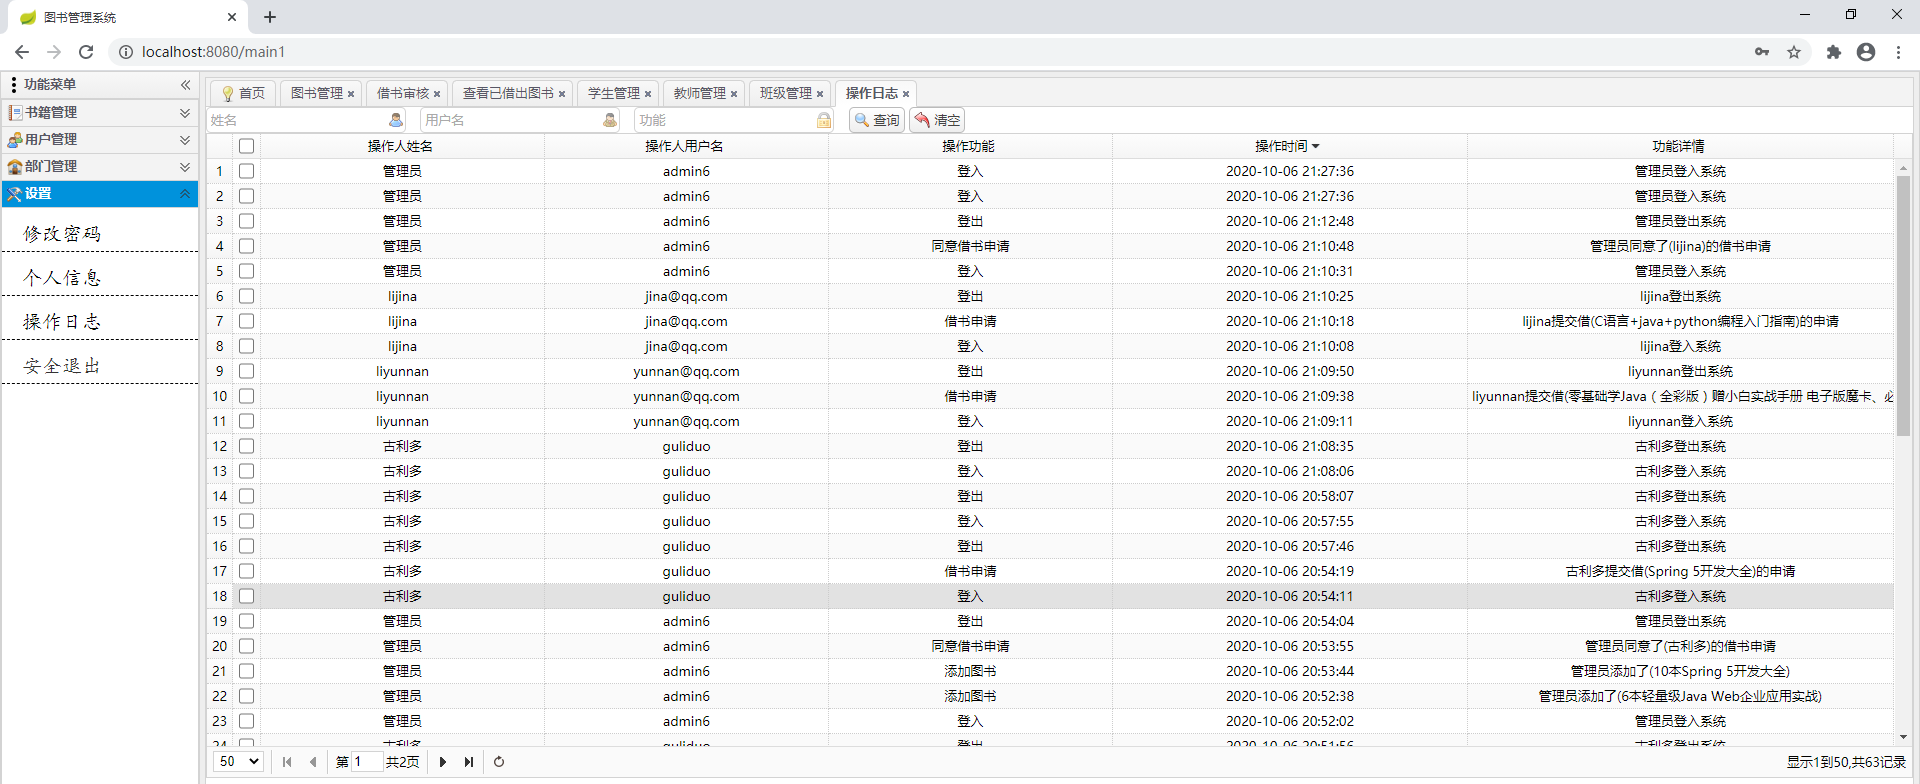 图书管理系统
localhost:8080/main1
功能菜单
书籍管理
用户管理
部门管理
设置
修改密码
个人信息
操作日志
安全退出
首页 图书管理 借书审核 查看已借出图书 学生管理 教师管理 班级管理 操作日志
姓名 用户名 功能 查询 清空
操作人姓名 操作人用户名 操作功能 操作时间 功能详情
1 管理员 admin6 登入 2020-10-06 21:27:36 管理员登入系统
2 管理员 admin6 登入 2020-10-06 21:27:36 管理员登入系统
3 管理员 admin6 登出 2020-10-06 21:12:48 管理员登出系统
4 管理员 admin6 同意借书申请 2020-10-06 21:10:48 管理员同意了(lijina)的借书申请
5 管理员 admin6 登入 2020-10-06 21:10:31 管理员登入系统
6 lijina jina@qq.com 登出 2020-10-06 21:10:25 lijina登出系统
7 lijina jina@qq.com 借书申请 2020-10-06 21:10:18 lijina提交借(C语言+java+python编程入门指南)的申请
8 lijina jina@qq.com 登入 2020-10-06 21:10:08 lijina登入系统
9 liyunnan yunnan@qq.com 登出 2020-10-06 21:09:50 liyunnan登出系统
10 liyunnan yunnan@qq.com 借书申请 2020-10-06 21:09:38 liyunnan提交借(零基础学Java（全彩版）赠小白实战手册 电子版魔卡、必
11 liyunnan yunnan@qq.com 登入 2020-10-06 21:09:11 liyunnan登入系统
12 古利多 guliduo 登出 2020-10-06 21:08:35 古利多登出系统
13 古利多 guliduo 登入 2020-10-06 21:08:06 古利多登入系统
14 古利多 guliduo 登出 2020-10-06 20:58:07 古利多登出系统
15 古利多 guliduo 登入 2020-10-06 20:57:55 古利多登入系统
16 古利多 guliduo 登出 2020-10-06 20:57:46 古利多登出系统
17 古利多 guliduo 借书申请 2020-10-06 20:54:19 古利多提交借(Spring 5开发大全)的申请
18 古利多 guliduo 登入 2020-10-06 20:54:11 古利多登入系统
19 管理员 admin6 登出 2020-10-06 20:54:04 管理员登出系统
20 管理员 admin6 同意借书申请 2020-10-06 20:53:55 管理员同意了(古利多)的借书申请
21 管理员 admin6 添加图书 2020-10-06 20:53:44 管理员添加了(10本Spring 5开发大全)
22 管理员 admin6 添加图书 2020-10-06 20:52:38 管理员添加了(6本轻量级Java Web企业应用实战)
23 管理员 admin6 登入 2020-10-06 20:52:02 管理员登入系统
24 古利多 guliduo 登出 2020-10-06 20:51:56 古利多登出系统
50 第 1 共2页 显示1到50,共63记录